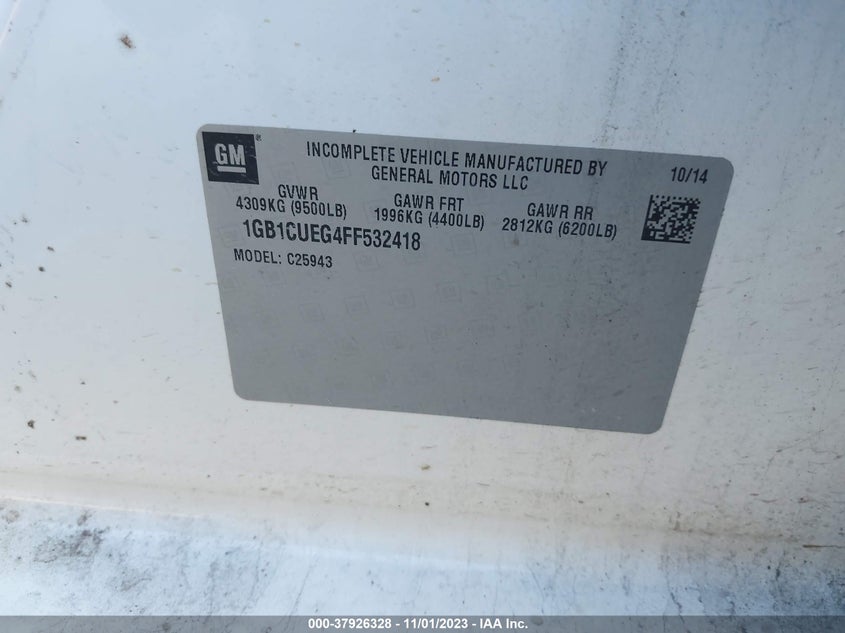 GM®
INCOMPLETE VEHICLE MANUFACTURED BY
GENERAL MOTORS LLC
10/14
GVWR
4309KG (9500LB)
GAWR FRT
1996KG (4400LB)
GAWR RR
2812KG (6200LB)
1GB1CUEG4FF532418
MODEL: C25943
000-37926328 - 11/01/2023 - IAA Inc.